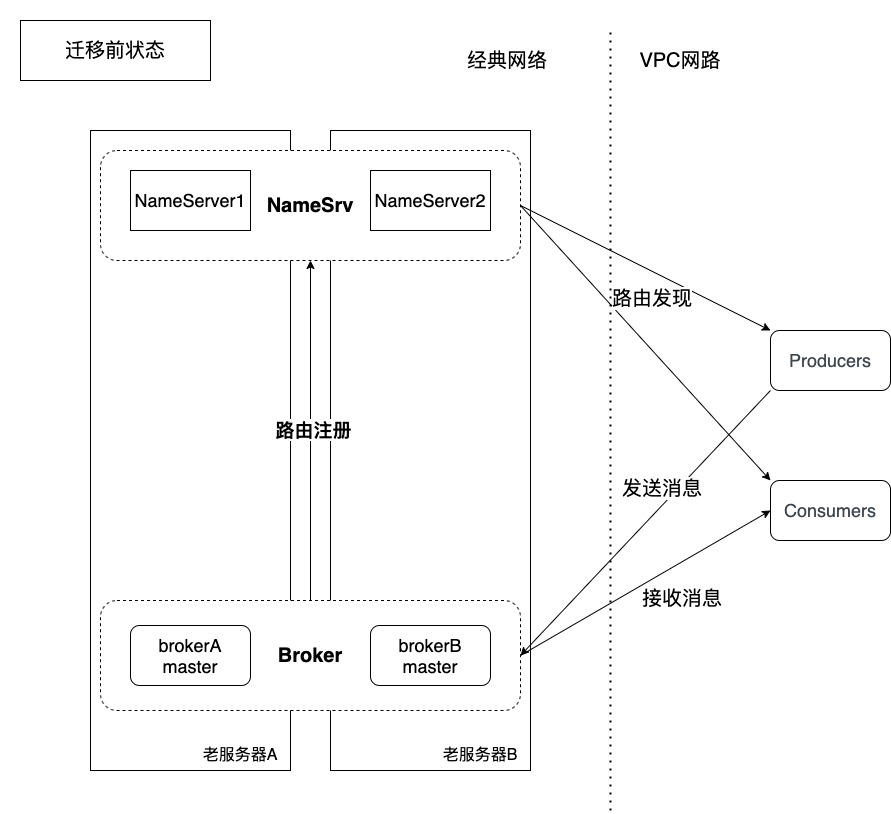 迁移前状态
经典网络
VPC网路
NameServer1
NameSrv
NameServer2
路由发现
Producers
路由注册
发送消息
Consumers
接收消息
brokerA
master
Broker
brokerB
master
老服务器A
老服务器B